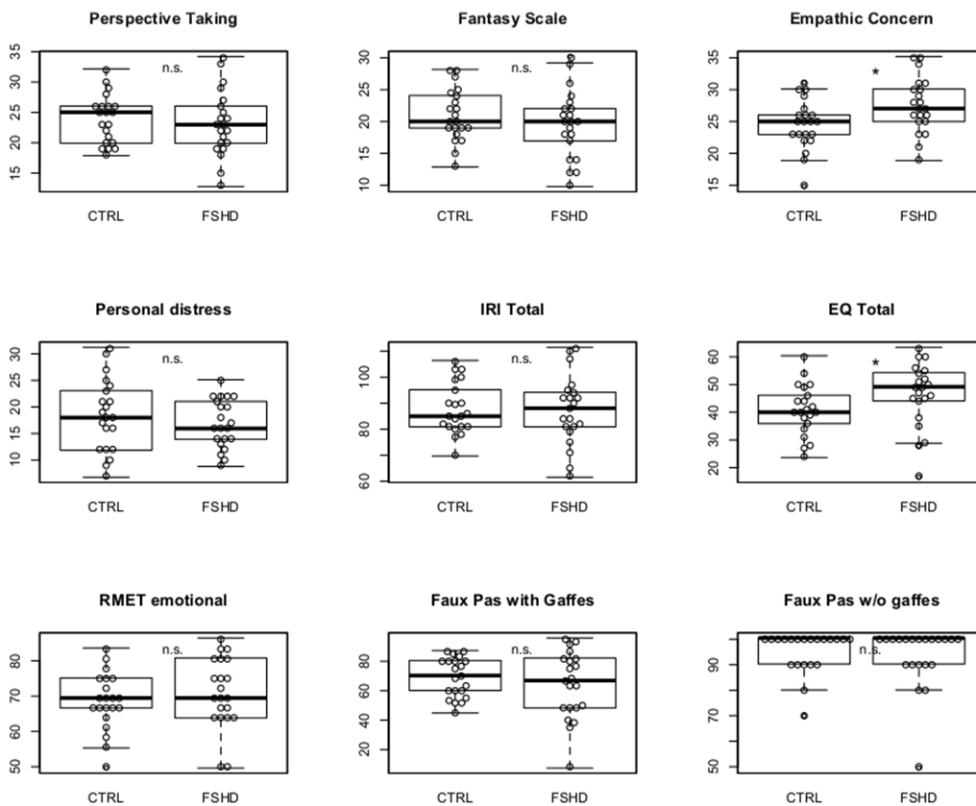 Perspective Taking
Fantasy Scale
Empathic Concern
35
30
25
20
15
n.s.
CTRL
FSHD
30
25
20
15
10
n.s.
CTRL
FSHD
35
30
25
20
15
*
CTRL
FSHD
Personal distress
IRI Total
EQ Total
30
25
20
15
10
n.s.
CTRL
FSHD
100
80
60
n.s.
CTRL
FSHD
60
50
40
30
20
*
CTRL
FSHD
RMET emotional
Faux Pas with Gaffes
Faux Pas w/o gaffes
80
70
60
50
CTRL
FSHD
80
60
40
20
n.s.
CTRL
FSHD
90
70
50
n.s.
CTRL
FSHD